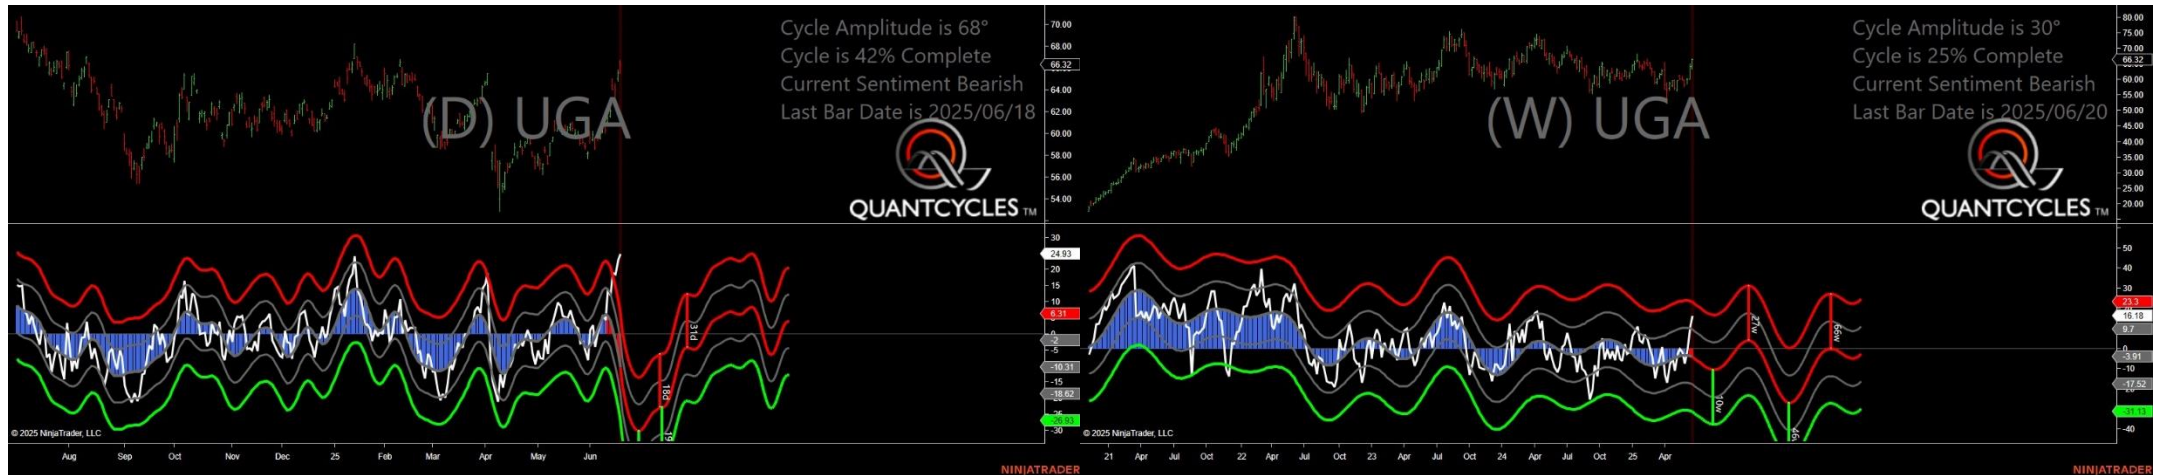 Cycle Amplitude is 68°
Cycle is 42% Complete
Current Sentiment Bearish
Last Bar Date is 2025/06/18
(D) UGA
QUANTCYCLES TM
70.00
68.00
66.32
64.00
62.00
60.00
58.00
56.00
54.00
30
24.93
20
15
10
6.31
0
-2
-5
-10.31
-15
-18.62
-26.93
-30
31d
18d
© 2025 NinjaTrader, LLC
Aug Sep Oct Nov Dec 25 Feb Mar Apr May Jun
NINJATRADER
Cycle Amplitude is 30°
Cycle is 25% Complete
Current Sentiment Bearish
Last Bar Date is 2025/06/20
(W) UGA
QUANTCYCLES TM
80.00
75.00
70.00
66.32
60.00
55.00
50.00
45.00
40.00
35.00
30.00
25.00
20.00
50
40
30
23.3
16.18
9.7
0
-3.91
-10
-17.52
-31.13
-40
27w
66w
10w
© 2025 NinjaTrader, LLC
21 Apr Jul Oct 22 Apr Jul Oct 23 Apr Jul Oct 24 Apr Jul Oct 25 Apr
NINJATRADER